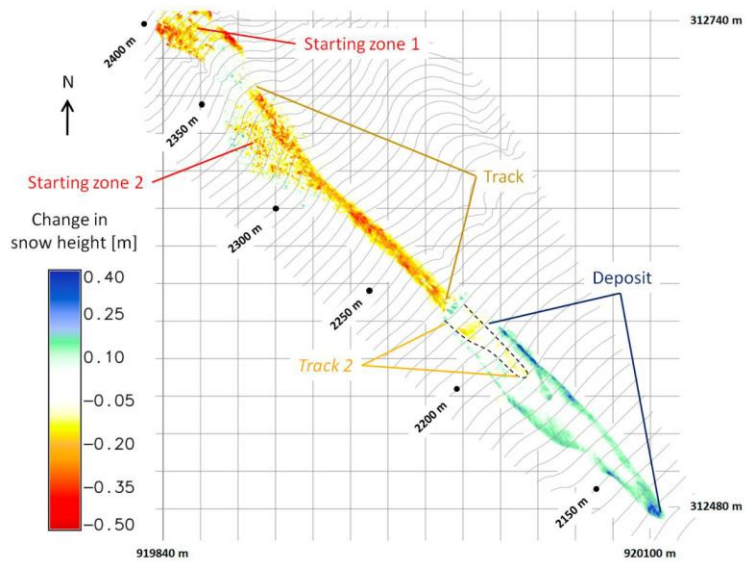 312740 m
2400 m
Starting zone 1
N
2350 m
Track
Starting zone 2
2300 m
Change in
snow height [m]
Deposit
0.40
0.25
0.10
−0.05
−0.20
−0.35
−0.50
2250 m
Track 2
2200 m
2150 m
312480 m
919840 m
920100 m